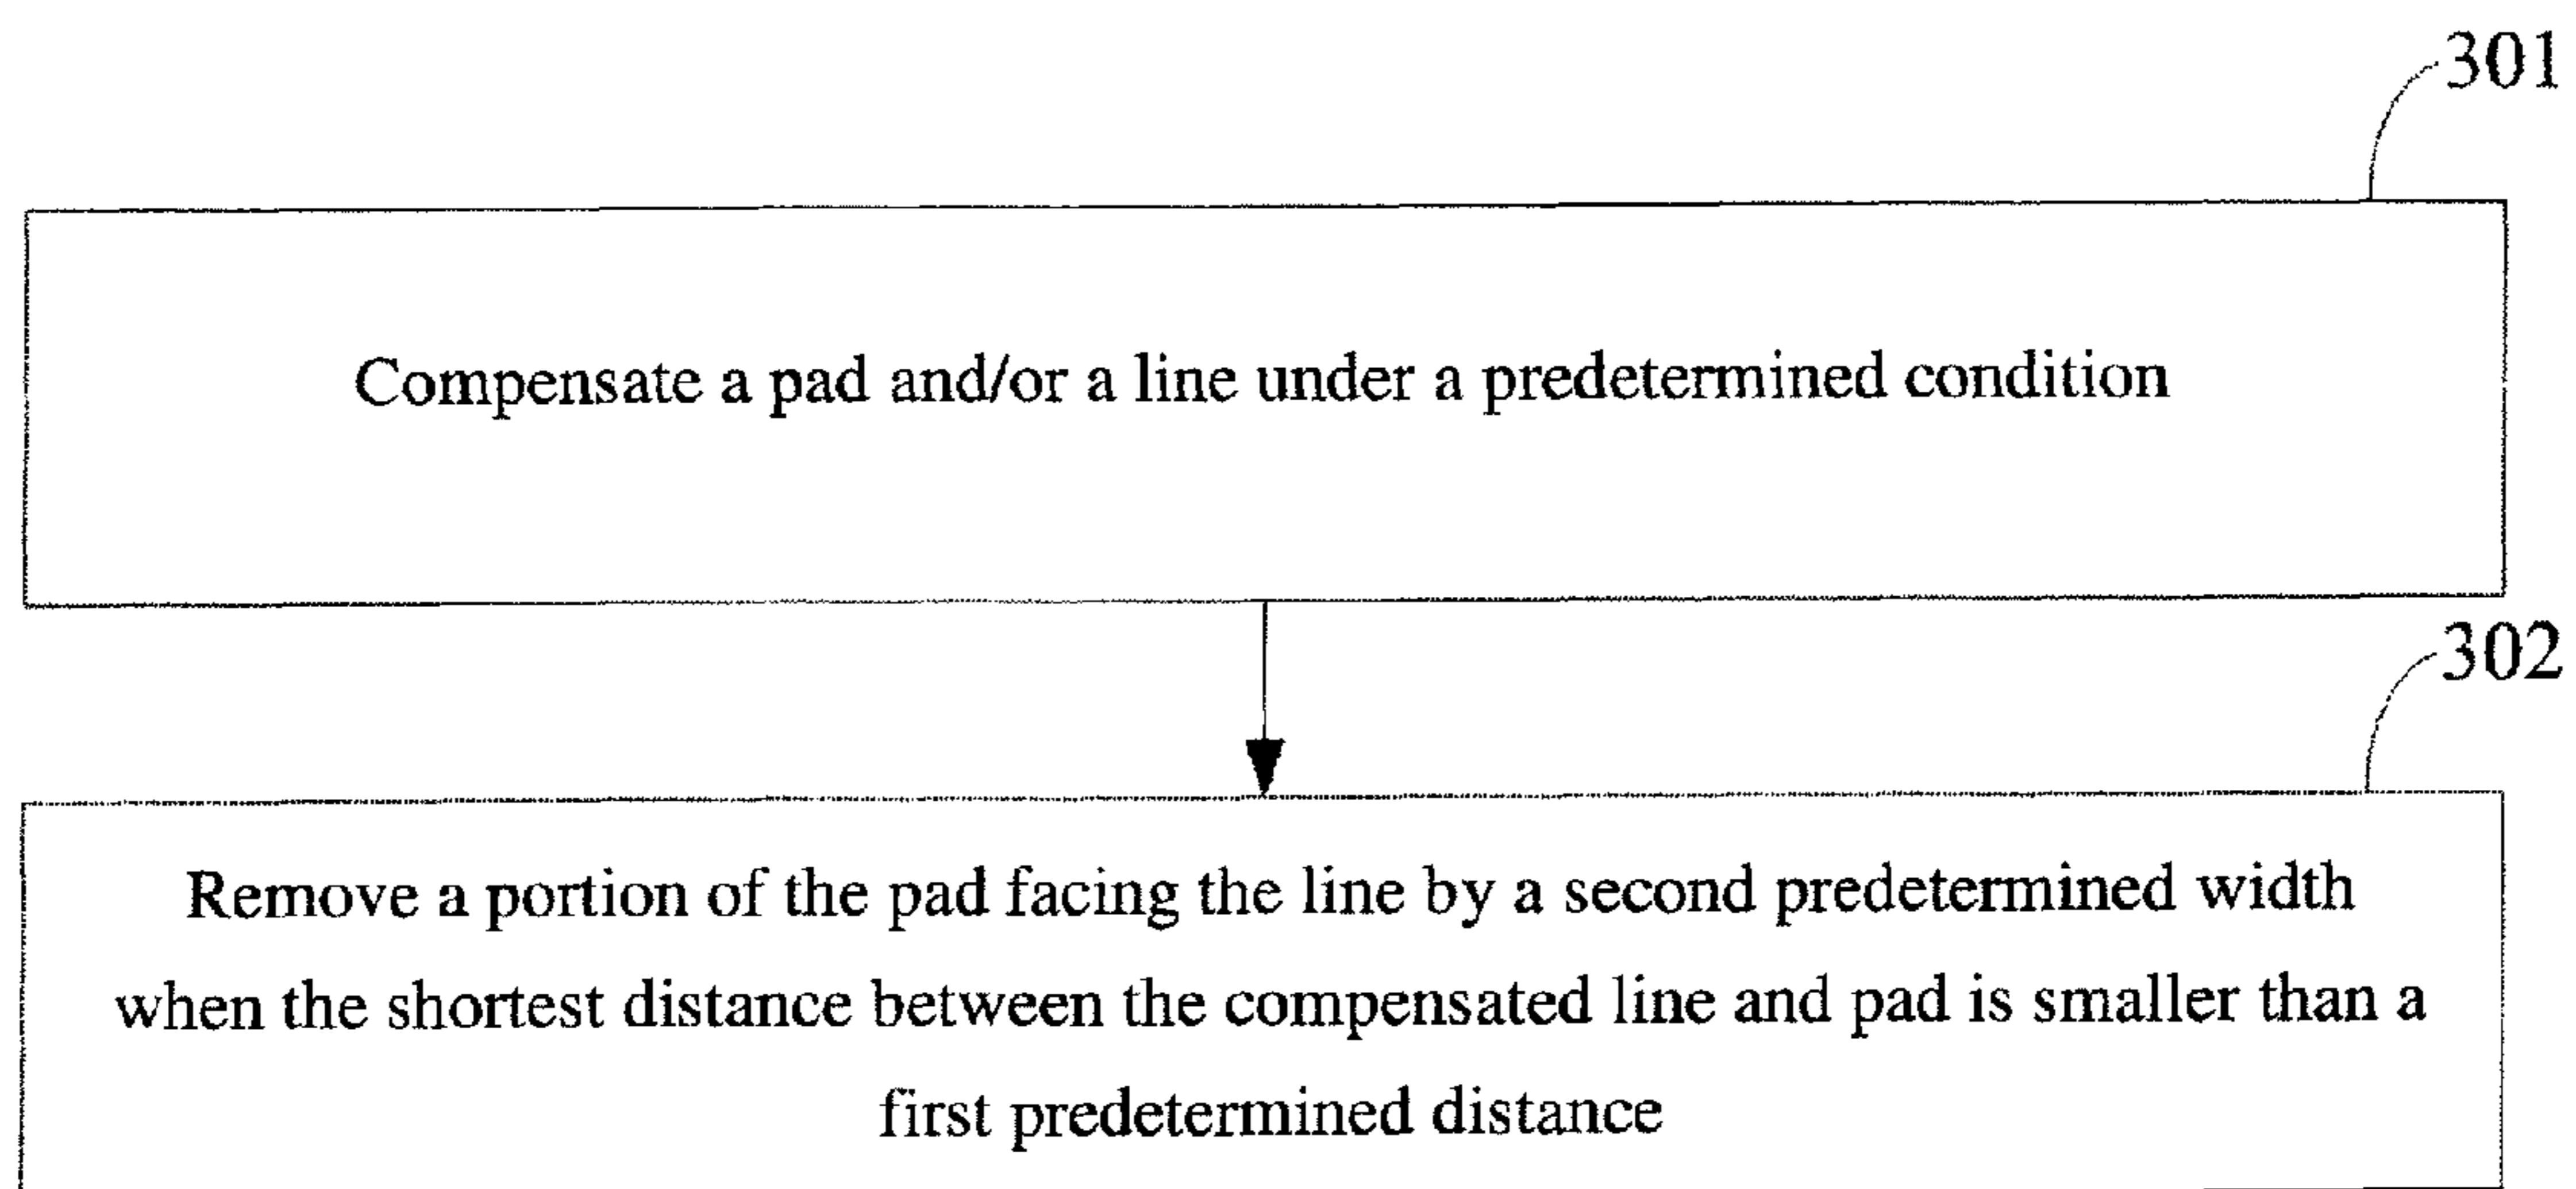 301
Compensate a pad and/or a line under a predetermined condition
302
Remove a portion of the pad facing the line by a second predetermined width
when the shortest distance between the compensated line and pad is smaller than a
first predetermined distance